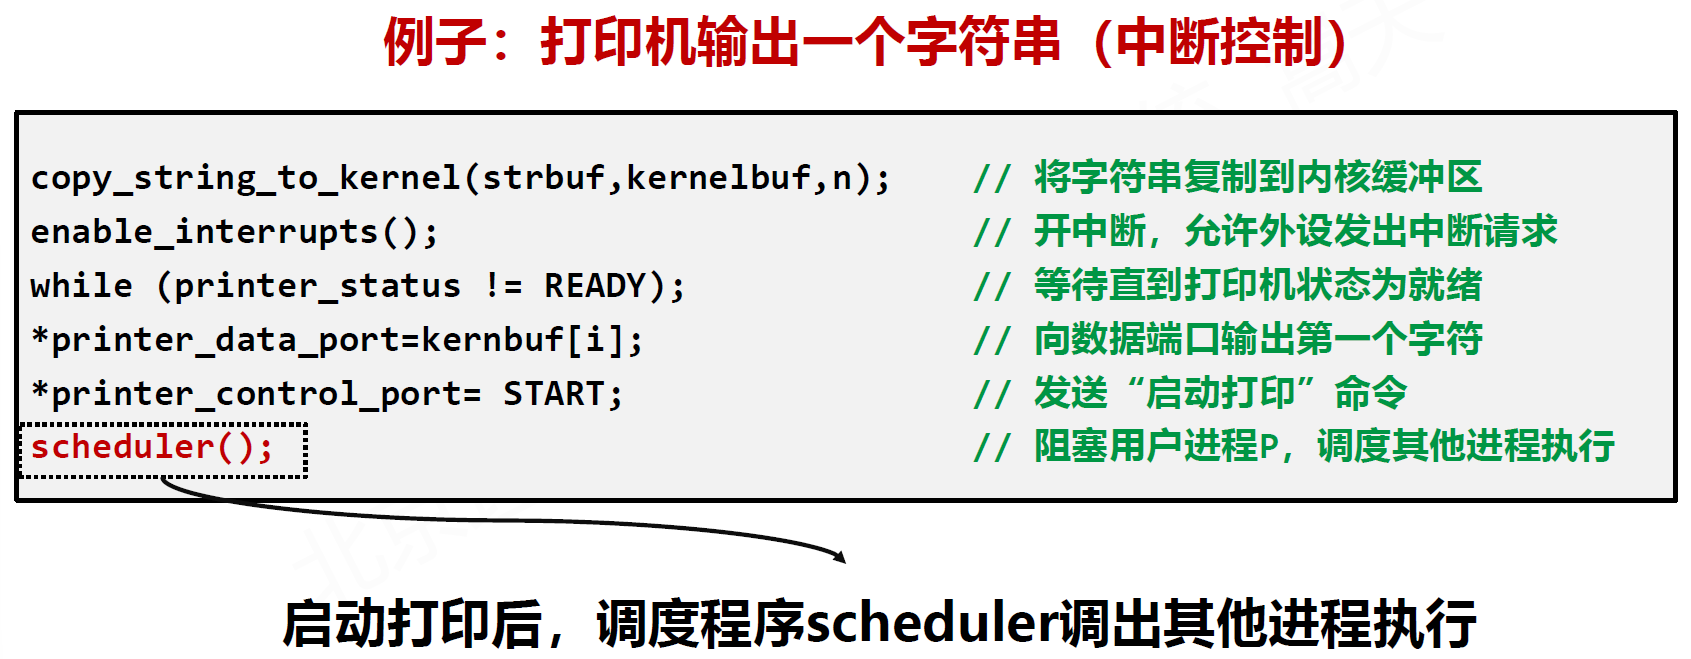 例子：打印机输出一个字符串（中断控制）
copy_string_to_kernel(strbuf,kernelbuf,n); // 将字符串复制到内核缓冲区
enable_interrupts(); // 开中断，允许外设发出中断请求
while (printer_status != READY); // 等待直到打印机状态为就绪
*printer_data_port=kernbuf[i]; // 向数据端口输出第一个字符
*printer_control_port= START; // 发送“启动打印”命令
scheduler(); // 阻塞用户进程P，调度其他进程执行
启动打印后，调度程序scheduler调出其他进程执行